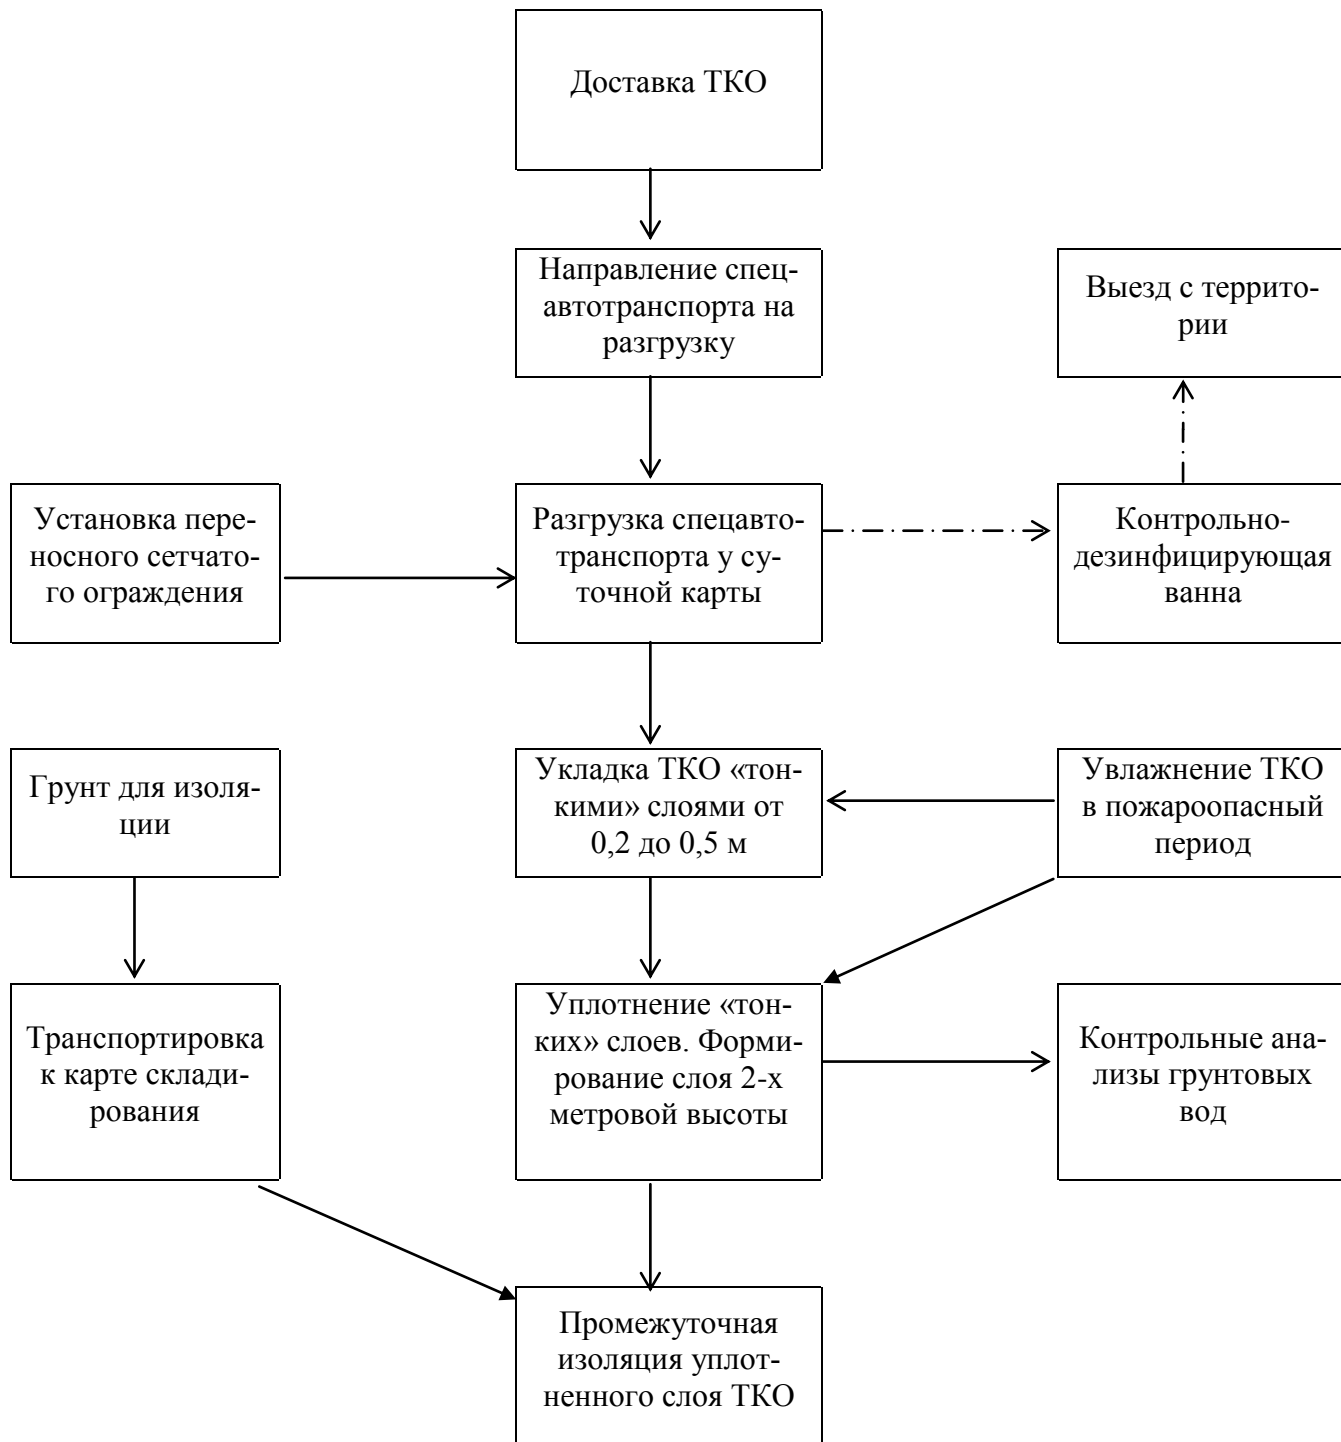 Доставка ТКО
Направление спец-
автотранспорта на
разгрузку
Выезд с террито-
рии
Установка пере-
носного сетчато-
го ограждения
Разгрузка спецавто-
транспорта у су-
точной карты
Контрольно-
дезинфицирующая
ванна
Грунт для изоля-
ции
Укладка ТКО «тон-
кими» слоями от
0,2 до 0,5 м
Увлажнение ТКО
в пожароопасный
период
Транспортировка
к карте склади-
рования
Уплотнение «тон-
ких» слоев. Форми-
рование слоя 2-х
метровой высоты
Контрольные ана-
лизы грунтовых
вод
Промежуточная
изоляция уплот-
ненного слоя ТКО